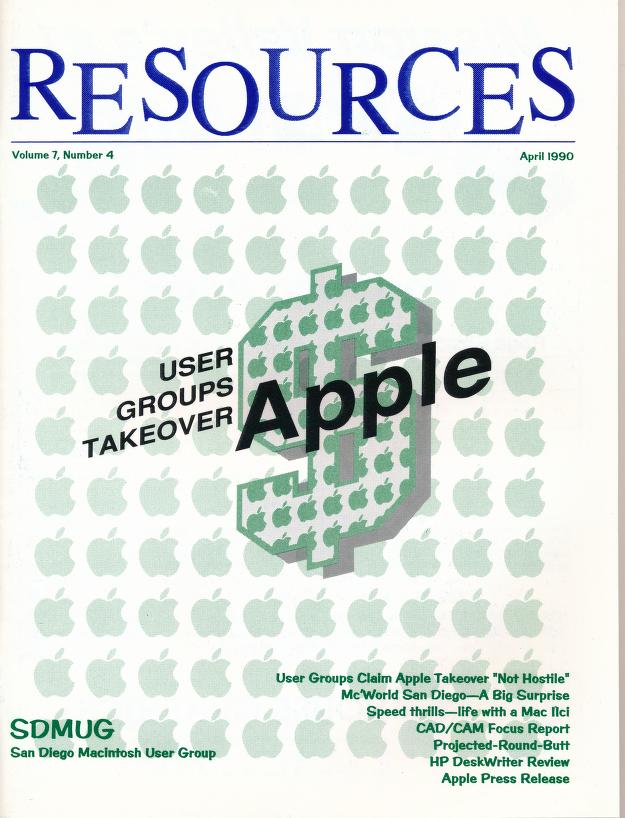 RESOURCES
Volume 7, Number 4
April 1990
USER
GROUPS
TAKEOVER
Apple
User Groups Claim Apple Takeover "Not Hostile"
Mc'World San Diego—A Big Surprise
Speed thrills—life with a Mac IIci
CAD/CAM Focus Report
Projected-Round-Butt
HP DeskWriter Review
Apple Press Release
SDMUG
San Diego Macintosh User Group